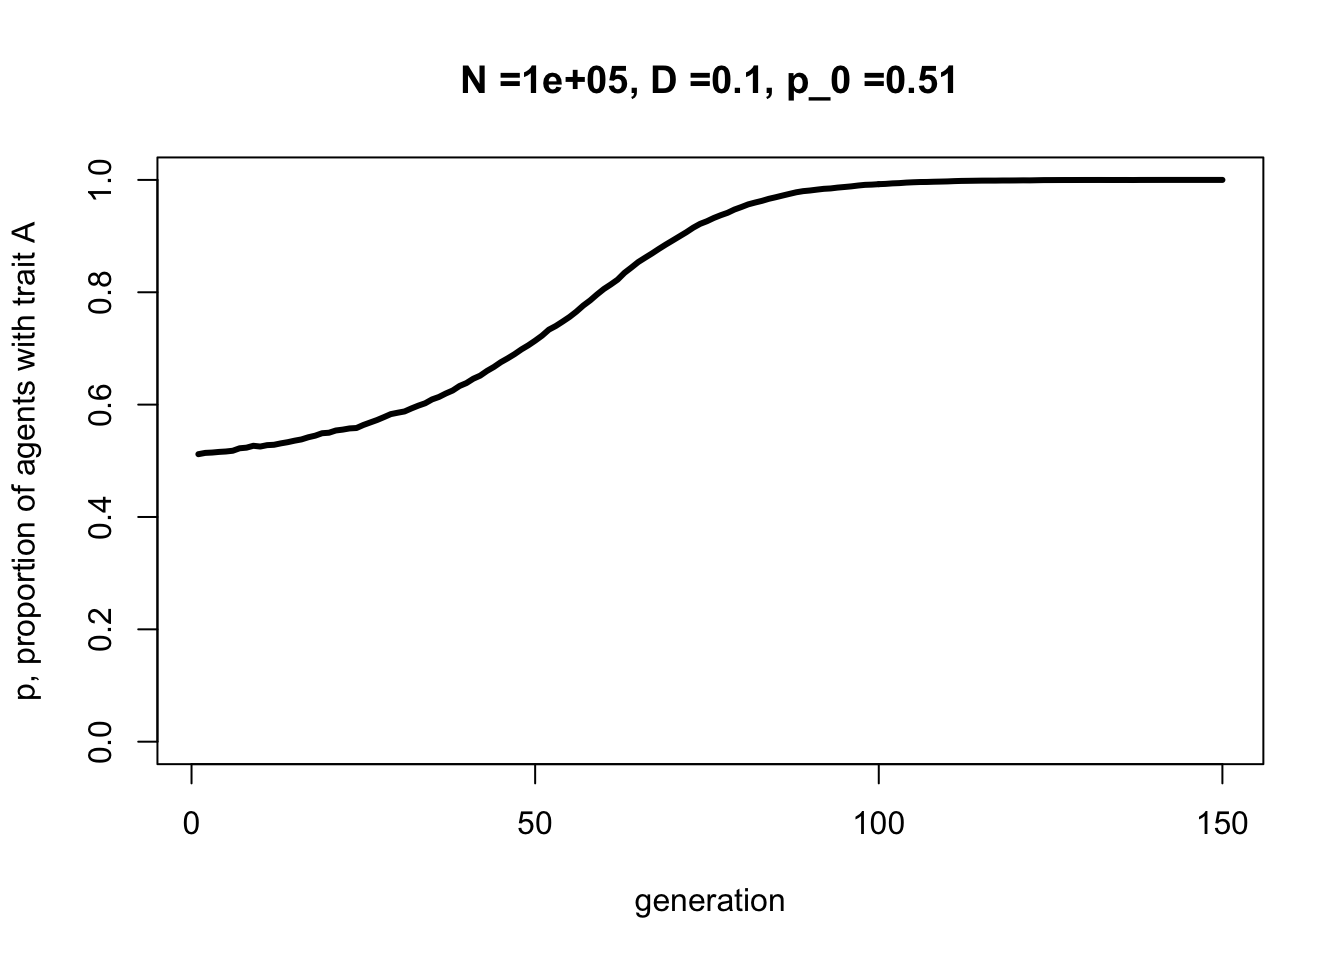 N =1e+05, D =0.1, p_0 =0.51
p, proportion of agents with trait A
1.0
0.8
0.6
0.4
0.2
0.0
0 50 100 150
generation